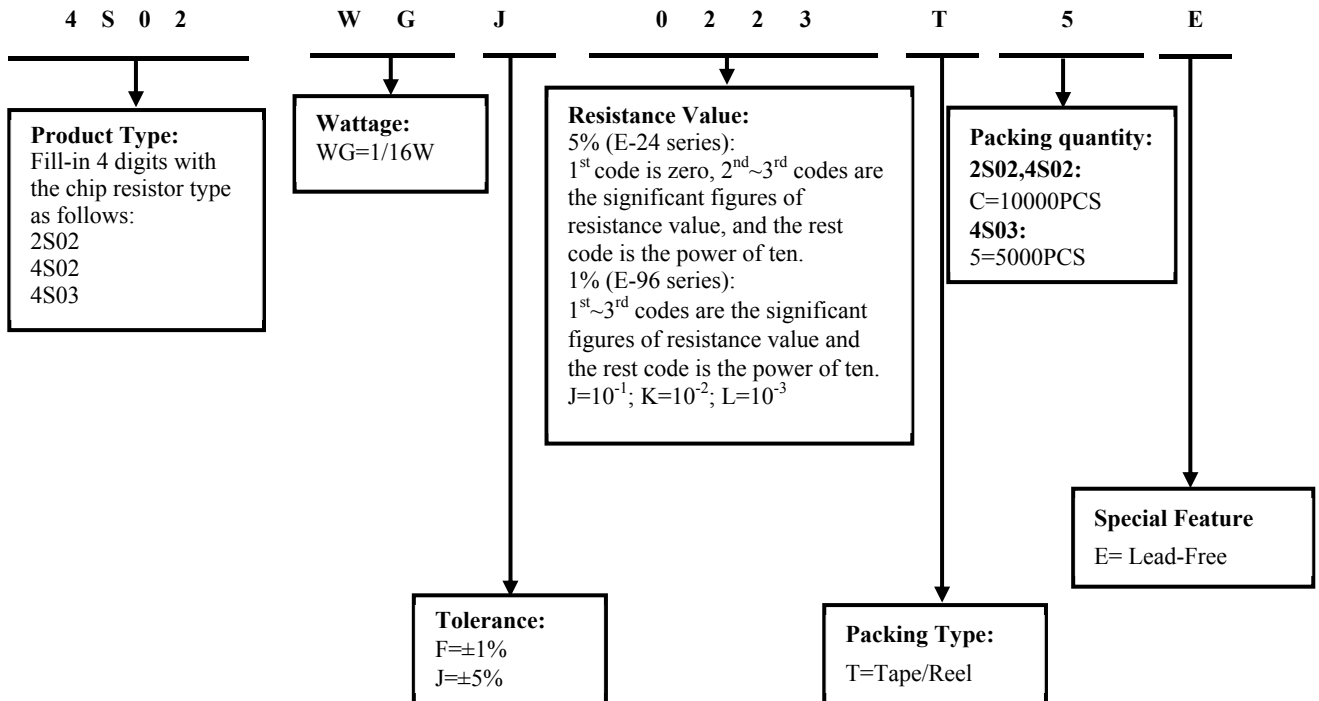 4 S 0 2 W G J 0 2 2 3 T 5 E
Product Type:
Fill-in 4 digits with
the chip resistor type
as follows:
2S02
4S02
4S03
Wattage:
WG=1/16W
Resistance Value:
5% (E-24 series):
1st code is zero, 2nd~3rd codes are
the significant figures of
resistance value, and the rest
code is the power of ten.
1% (E-96 series):
1st~3rd codes are the significant
figures of resistance value and
the rest code is the power of ten.
J=10-1; K=10-2; L=10-3
Packing quantity:
2S02,4S02:
C=10000PCS
4S03:
5=5000PCS
Special Feature
E= Lead-Free
Tolerance:
F=±1%
J=±5%
Packing Type:
T=Tape/Reel